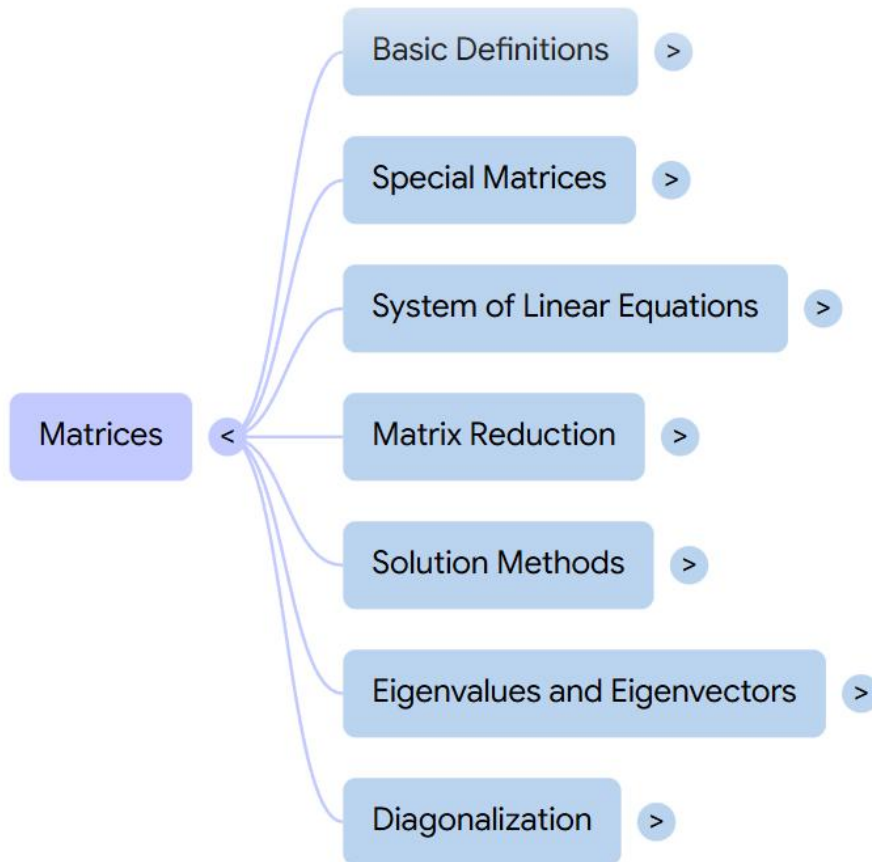 Basic Definitions >
Special Matrices >
System of Linear Equations >
Matrices <
Matrix Reduction >
Solution Methods >
Eigenvalues and Eigenvectors >
Diagonalization >